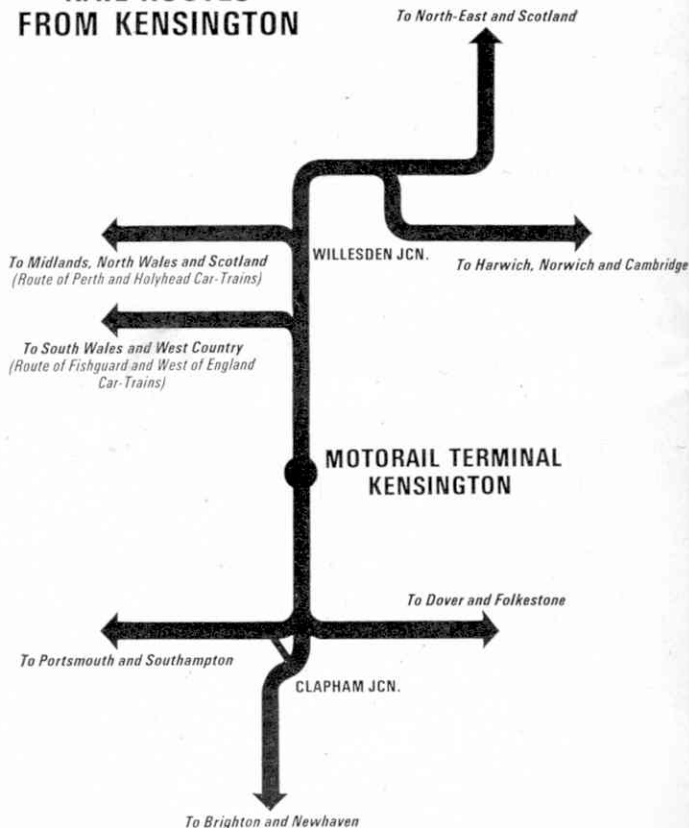 RAIL ROUTES
FROM KENSINGTON
To North-East and Scotland
WILLESDEN JCN.
To Midlands, North Wales and Scotland
(Route of Perth and Holyhead Car-Trains)
To Harwich, Norwich and Cambridge
To South Wales and West Country
(Route of Fishguard and West of England
Car-Trains)
MOTORAIL TERMINAL
KENSINGTON
To Dover and Folkestone
To Portsmouth and Southampton
CLAPHAM JCN.
To Brighton and Newhaven